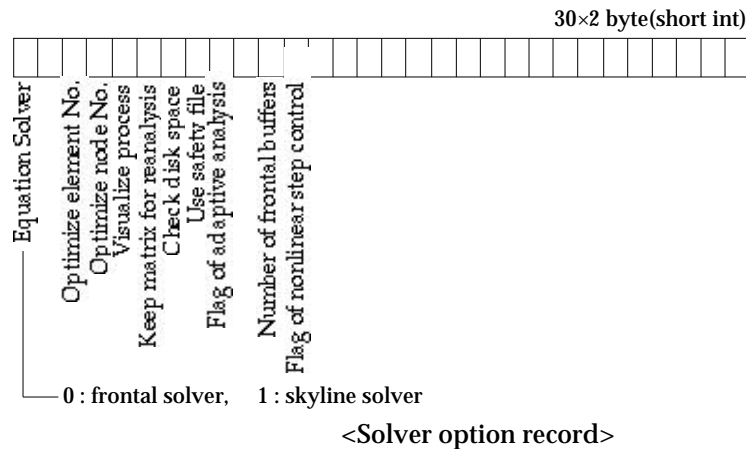 30×2 byte(short int)
Equation Solver
Optimize element No.
Optimize node No.
Visualize process
Keep matrix for reanalysis
Check disk space
Use safety file
Flag of adaptive analysis
Number of frontal buffers
Flag of nonlinear step control
0 : frontal solver, 1 : skyline solver
<Solver option record>